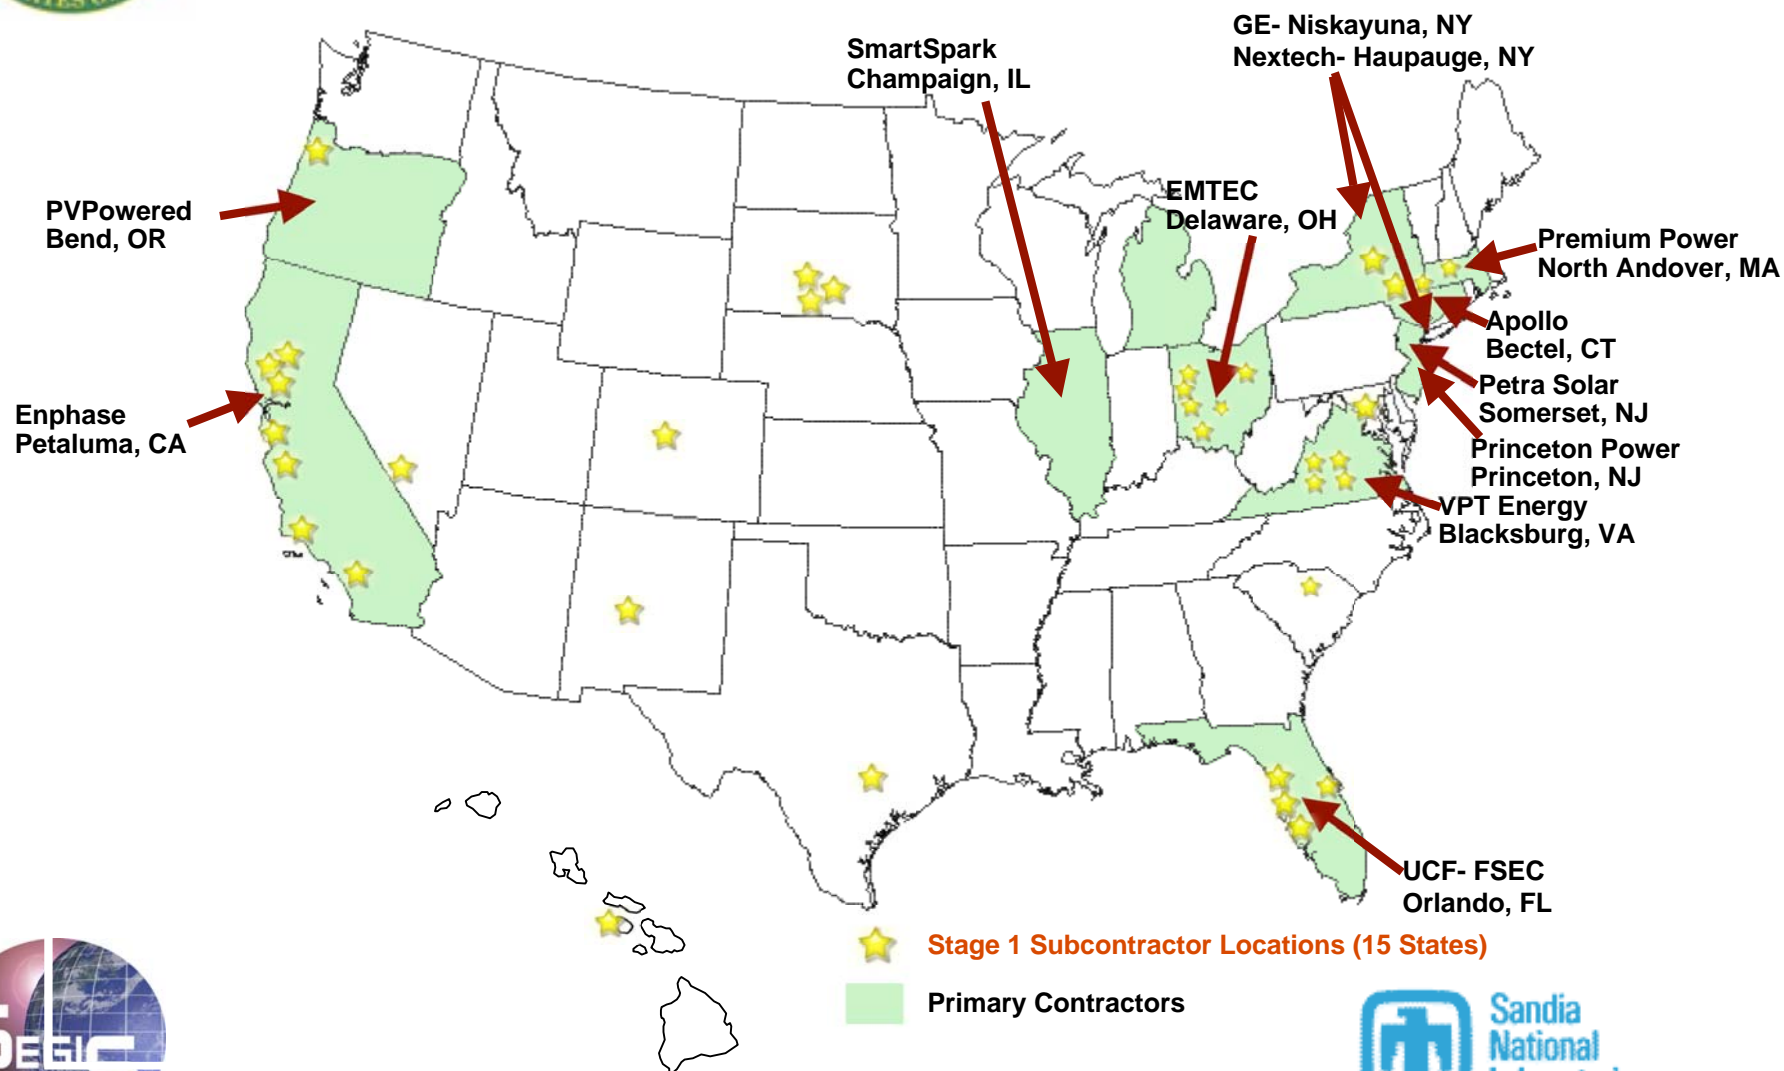 GE- Niskayuna, NY
Nextech- Haupauge, NY
SmartSpark
Champaign, IL
EMTEC
Delaware, OH
PVPowered
Bend, OR
Premium Power
North Andover, MA
Apollo
Bectel, CT
Petra Solar
Somerset, NJ
Enphase
Petaluma, CA
Princeton Power
Princeton, NJ
VPT Energy
Blacksburg, VA
UCF- FSEC
Orlando, FL
Stage 1 Subcontractor Locations (15 States)
Primary Contractors
Sandia
National